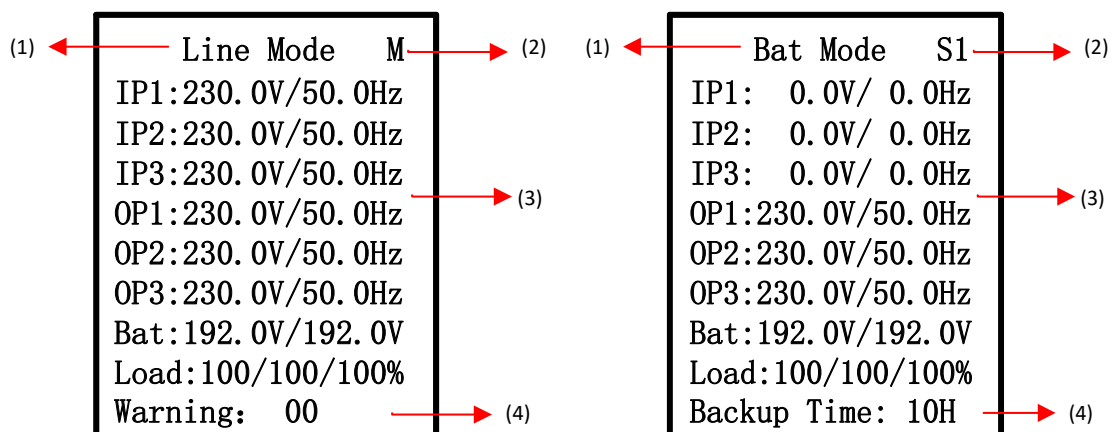 (1) Line Mode M (2)
IP1:230.0V/50.0Hz
IP2:230.0V/50.0Hz
IP3:230.0V/50.0Hz
(3)
OP1:230.0V/50.0Hz
OP2:230.0V/50.0Hz
OP3:230.0V/50.0Hz
Bat:192.0V/192.0V
Load:100/100/100%
Warning: 00 (4)
(1) Bat Mode S1 (2)
IP1: 0.0V/ 0.0Hz
IP2: 0.0V/ 0.0Hz
IP3: 0.0V/ 0.0Hz
(3)
OP1:230.0V/50.0Hz
OP2:230.0V/50.0Hz
OP3:230.0V/50.0Hz
Bat:192.0V/192.0V
Load:100/100/100%
Backup Time: 10H (4)